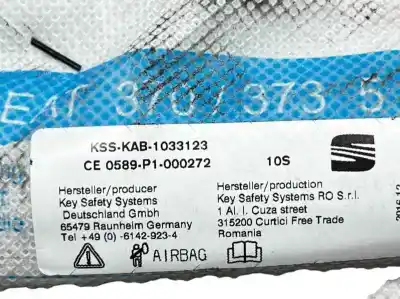 KSS-KAB-1033123
CE 0589-P1-000272 10S
Hersteller/producer
Key Safety Systems
Deutschland Gmbh
65479 Raunheim Germany
Tel +49 (0) -6142-923-4
Hersteller/production
Key Safety Systems RO S.r.l.
1 Al. I. Cuza street
315200 Curtici Free Trade
Romania
AIRBAG